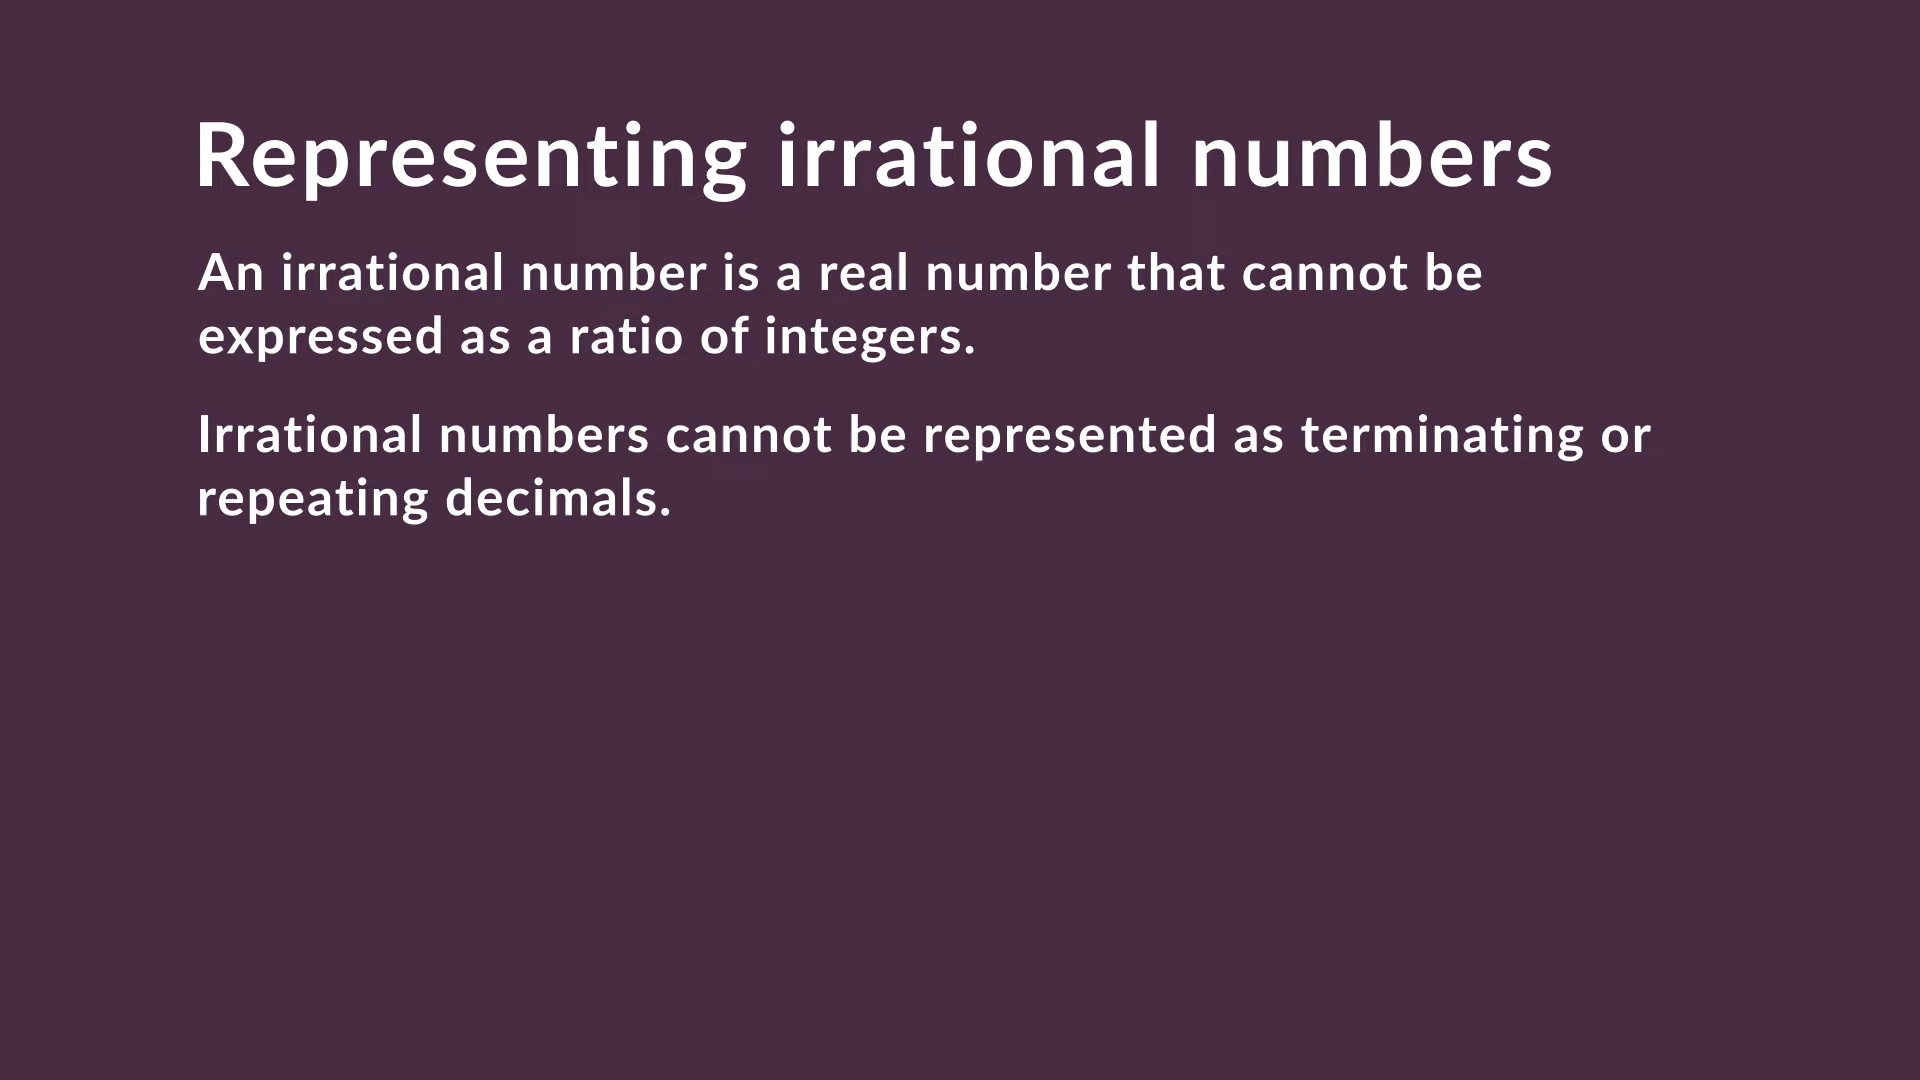 Representing irrational numbers
An irrational number is a real number that cannot be
expressed as a ratio of integers.
Irrational numbers cannot be represented as terminating or
repeating decimals.